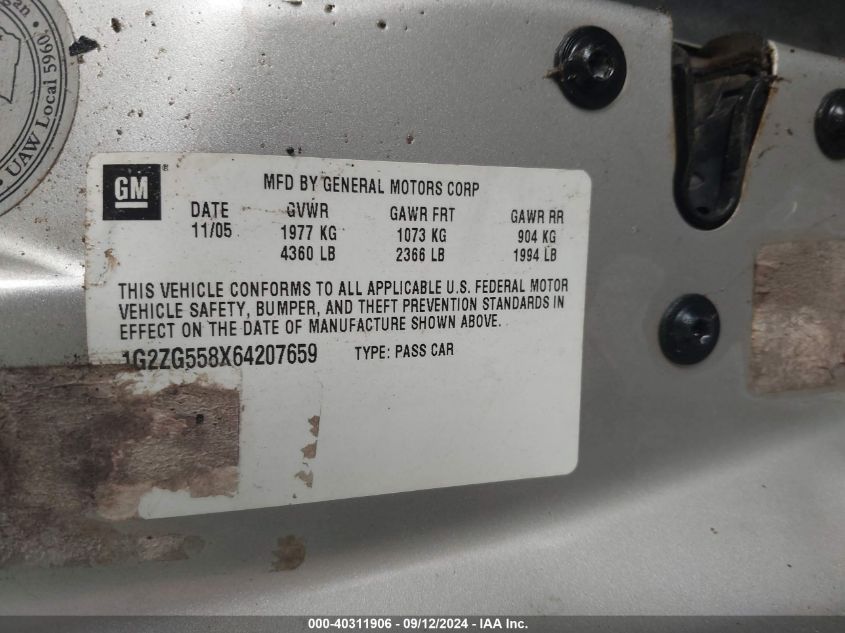 UAW Local 5960
GM
MFD BY GENERAL MOTORS CORP
DATE GVWR GAWR FRT GAWR RR
11/05 1977 KG 1073 KG 904 KG
4360 LB 2366 LB 1994 LB
THIS VEHICLE CONFORMS TO ALL APPLICABLE U.S. FEDERAL MOTOR
VEHICLE SAFETY, BUMPER, AND THEFT PREVENTION STANDARDS IN
EFFECT ON THE DATE OF MANUFACTURE SHOWN ABOVE.
1G2ZG558X64207659 TYPE: PASS CAR
000-40311906 - 09/12/2024 - IAA Inc.